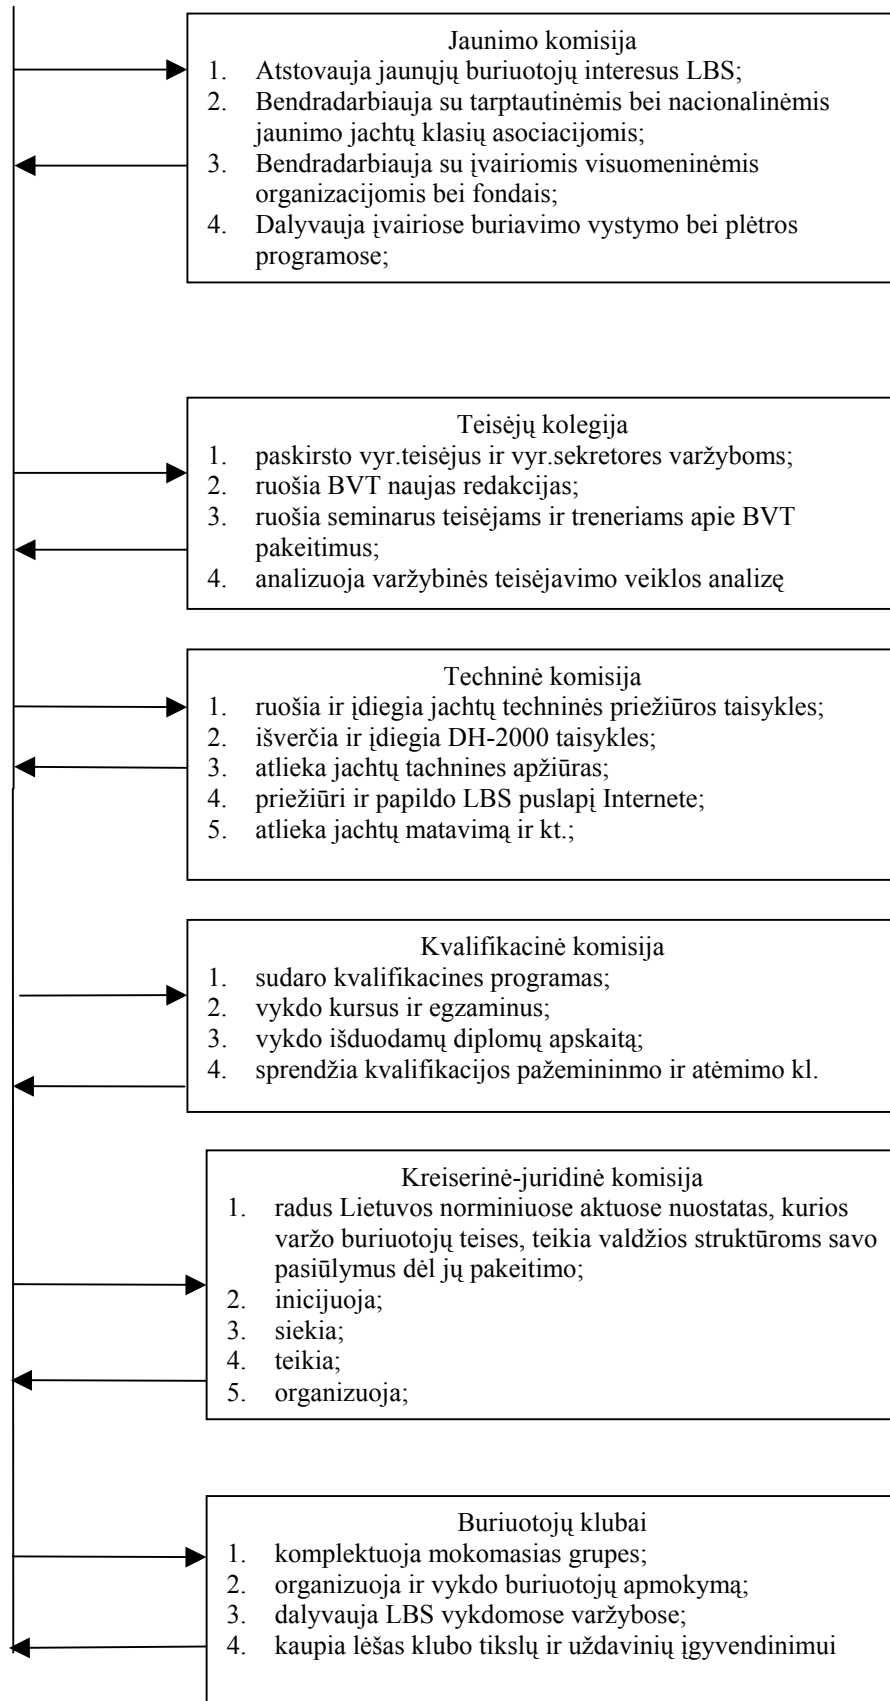 Jaunimo komisija
1. Atstovauja jaunųjų buriuotojų interesus LBS;
2. Bendradarbiauja su tarptautinėmis bei nacionalinėmis
jaunimo jachtų klasių asociacijomis;
3. Bendradarbiauja su įvairiomis visuomeninėmis
organizacijomis bei fondais;
4. Dalyvauja įvairiose buriavimo vystymo bei plėtros
programose;
Teisėjų kolegija
1. paskirsto vyr.teisėjus ir vyr.sekretores varžyboms;
2. ruošia BVT naujas redakcijas;
3. ruošia seminarus teisėjams ir treneriams apie BVT
pakeitimus;
4. analizuoja varžybinės teisėjavimo veiklos analizę
Techninė komisija
1. ruošia ir įdiegia jachtų techninės priežiūros taisykles;
2. išverčia ir įdiegia DH-2000 taisykles;
3. atlieka jachtų tachnines apžiūras;
4. priežiūri ir papildo LBS puslapį Internete;
5. atlieka jachtų matavimą ir kt.;
Kvalifikacinė komisija
1. sudaro kvalifikacines programas;
2. vykdo kursus ir egzaminus;
3. vykdo išduodamų diplomų apskaitą;
4. sprendžia kvalifikacijos pažemininmo ir atėmimo kl.
Kreiserinė-juridinė komisija
1. radus Lietuvos norminiuose aktuose nuostatas, kurios
varžo buriuotojų teises, teikia valdžios struktūroms savo
pasiūlymus dėl jų pakeitimo;
2. inicijuoja;
3. siekia;
4. teikia;
5. organizuoja;
Buriuotojų klubai
1. komplektuoja mokomasias grupes;
2. organizuoja ir vykdo buriuotojų apmokymą;
3. dalyvauja LBS vykdomose varžybose;
4. kaupia lėšas klubo tikslų ir uždavinių įgyvendinimui